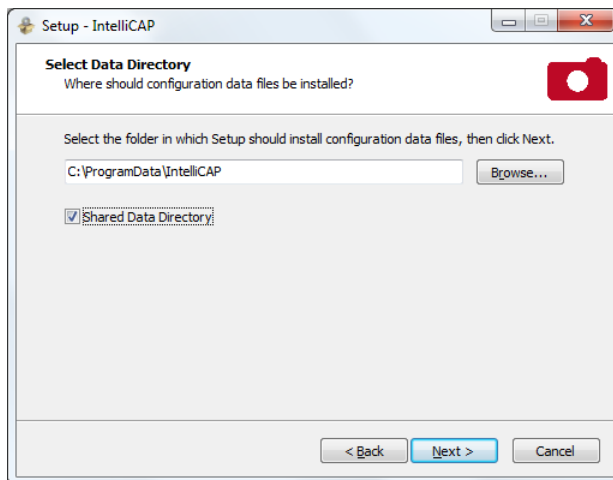 Setup - IntelliCAP
Select Data Directory
Where should configuration data files be installed?
Select the folder in which Setup should install configuration data files, then click Next.
C:\ProgramData\IntelliCAP
Browse...
Shared Data Directory
< Back
Next >
Cancel